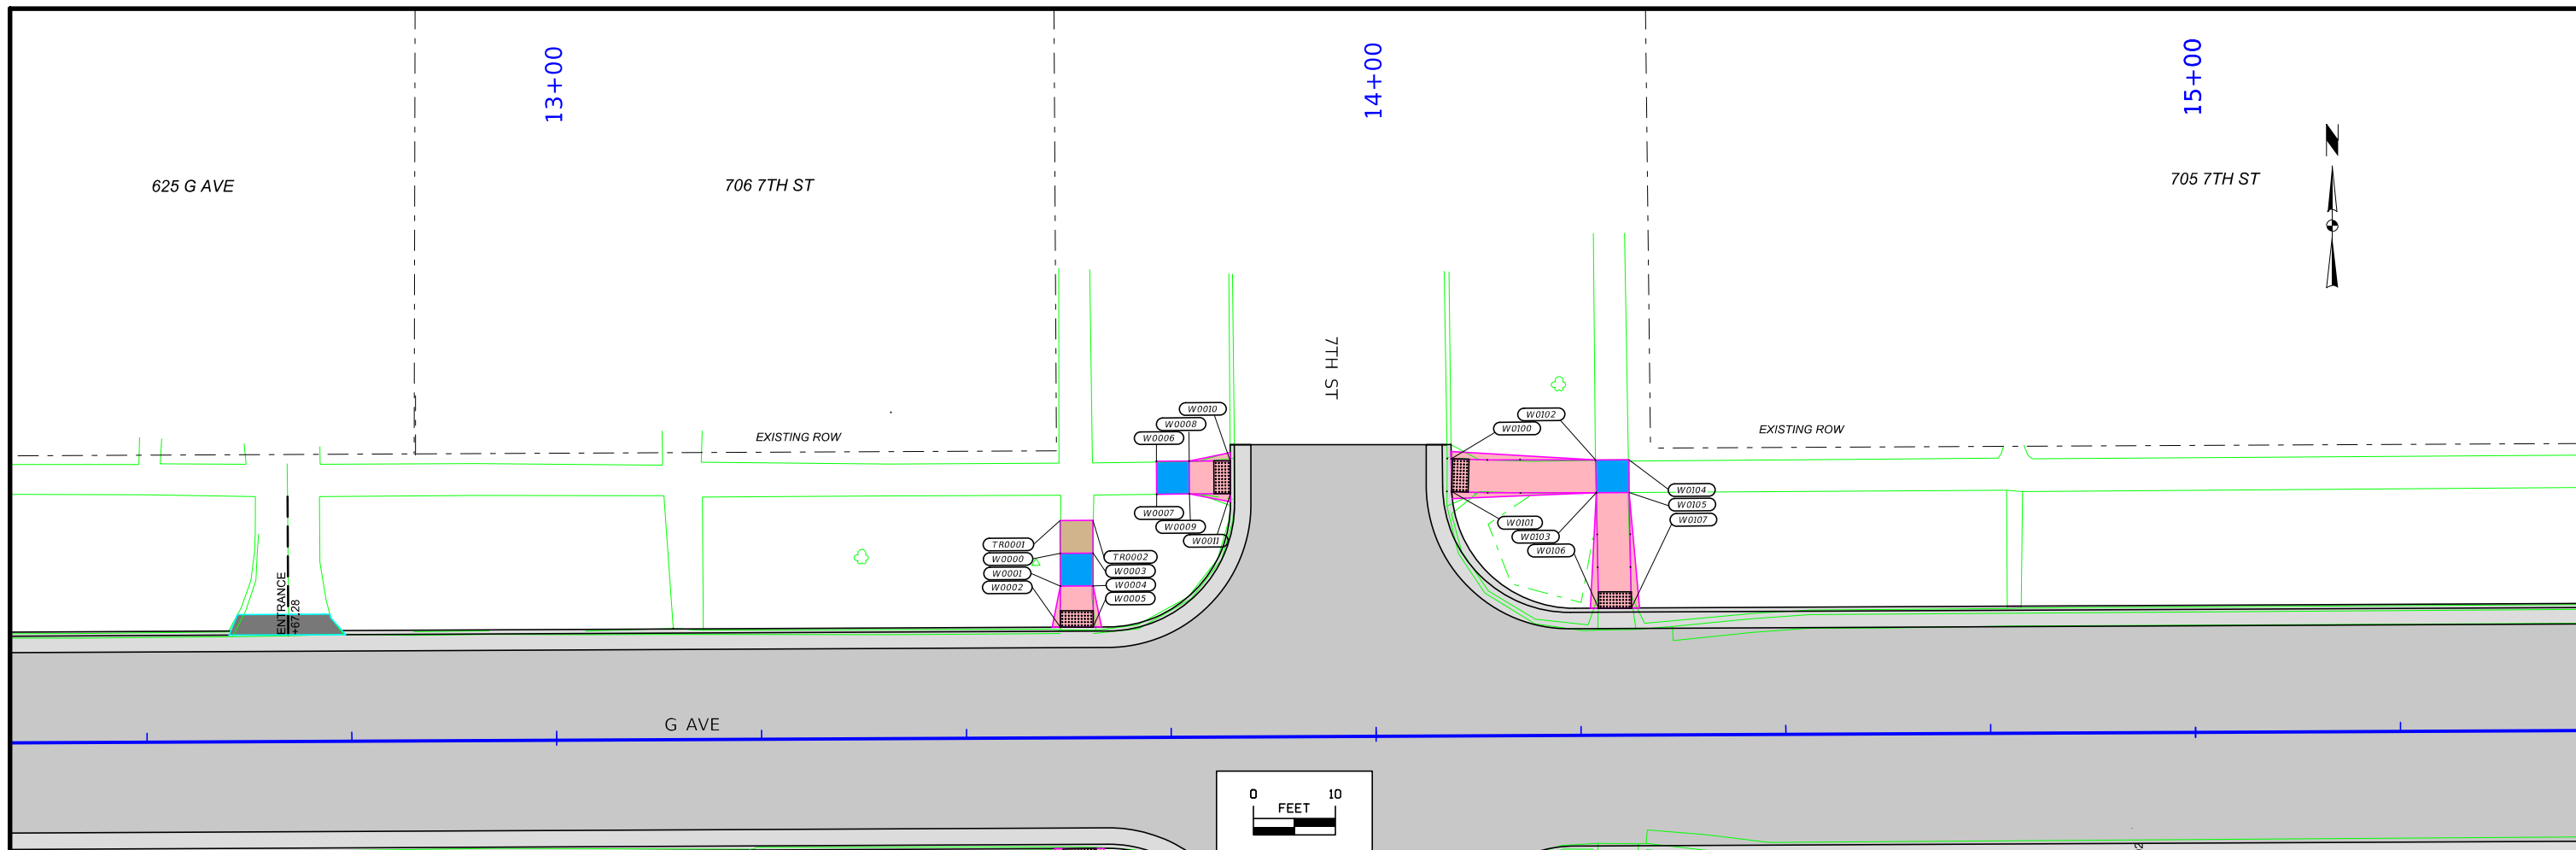 13+00
14+00
15+00
N
625 G AVE
706 7TH ST
705 7TH ST
7TH ST
EXISTING ROW
EXISTING ROW
W0010
W0008
W0006
W0007
W0009
W0011
W0102
W0100
W0104
W0105
W0107
W0101
W0103
W0106
TR0001
W0000
W0001
W0002
TR0002
W0003
W0004
W0005
ENTRANCE
+67.28
G AVE
0 10
FEET